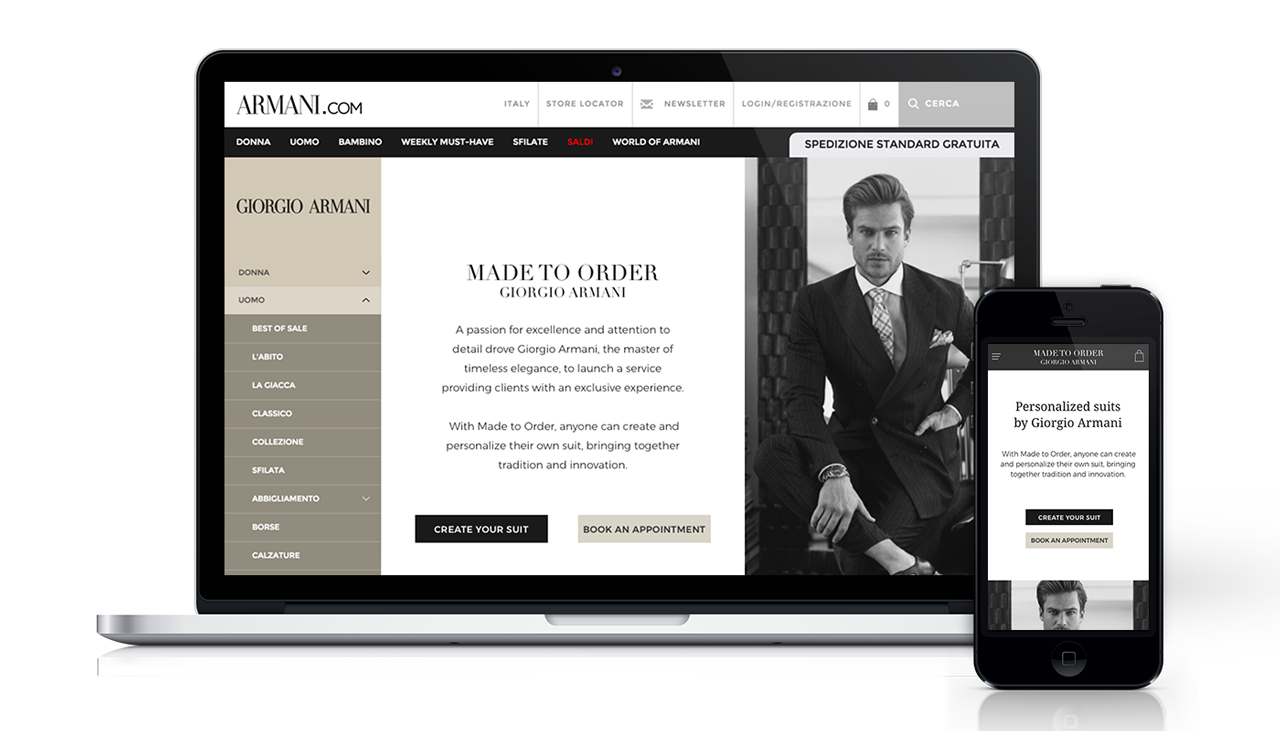 ARMANI.COM
ITALY
STORE LOCATOR
NEWSLETTER
LOGIN/REGISTRAZIONE
0
CERCA
DONNA UOMO BAMBINO WEEKLY MUST-HAVE SFILATE SALDI WORLD OF ARMANI
SPEDIZIONE STANDARD GRATUITA
GIORGIO ARMANI
DONNA
UOMO
BEST OF SALE
L'ABITO
LA GIACCA
CLASSICO
COLLEZIONE
SFILATA
ABBIGLIAMENTO
BORSE
CALZATURE
MADE TO ORDER
GIORGIO ARMANI
A passion for excellence and attention to
detail drove Giorgio Armani, the master of
timeless elegance, to launch a service
providing clients with an exclusive experience.
With Made to Order, anyone can create and
personalize their own suit, bringing together
tradition and innovation.
CREATE YOUR SUIT
BOOK AN APPOINTMENT
MADE TO ORDER
GIORGIO ARMANI
Personalized suits
by Giorgio Armani
With Made to Order, anyone can create
and personalize their own suit, bringing
together tradition and innovation.
CREATE YOUR SUIT
BOOK AN APPOINTMENT